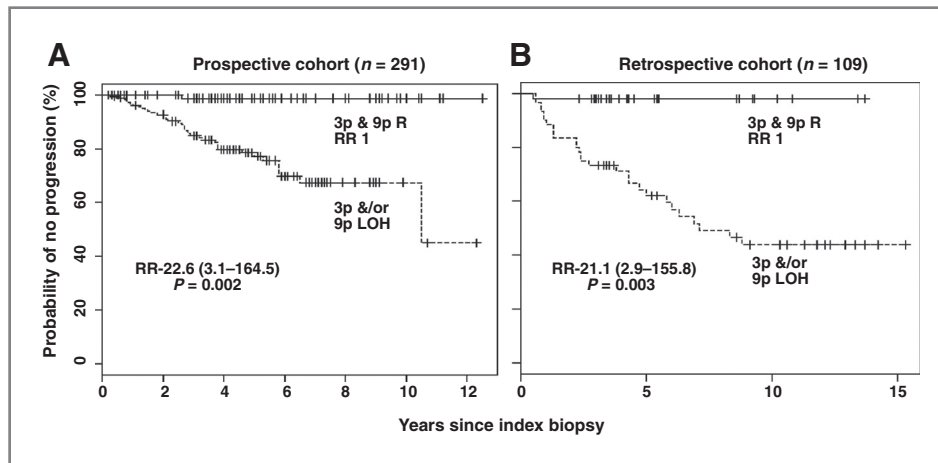 A
Prospective cohort (n = 291)
Probability of no progression (%)
100
80
60
40
20
0
3p & 9p R
RR 1
3p &/or
9p LOH
RR-22.6 (3.1–164.5)
P = 0.002
0 2 4 6 8 10 12
B
Retrospective cohort (n = 109)
3p & 9p R
RR 1
RR-21.1 (2.9–155.8)
P = 0.003
3p &/or
9p LOH
0 5 10 15
Years since index biopsy